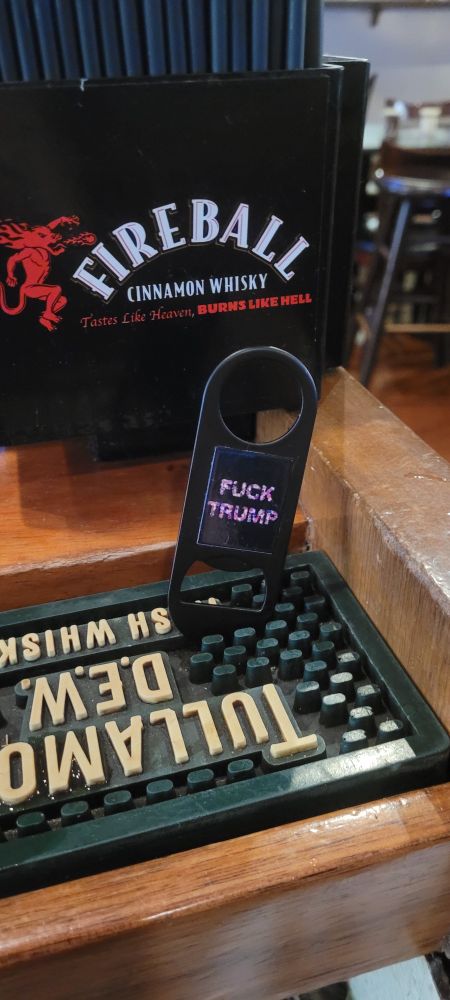 FIREBALL
CINNAMON WHISKY
Tastes Like Heaven, BURNS LIKE HELL
FUCK
TRUMP
TULLAMO
D.E.W.
SH WHISK